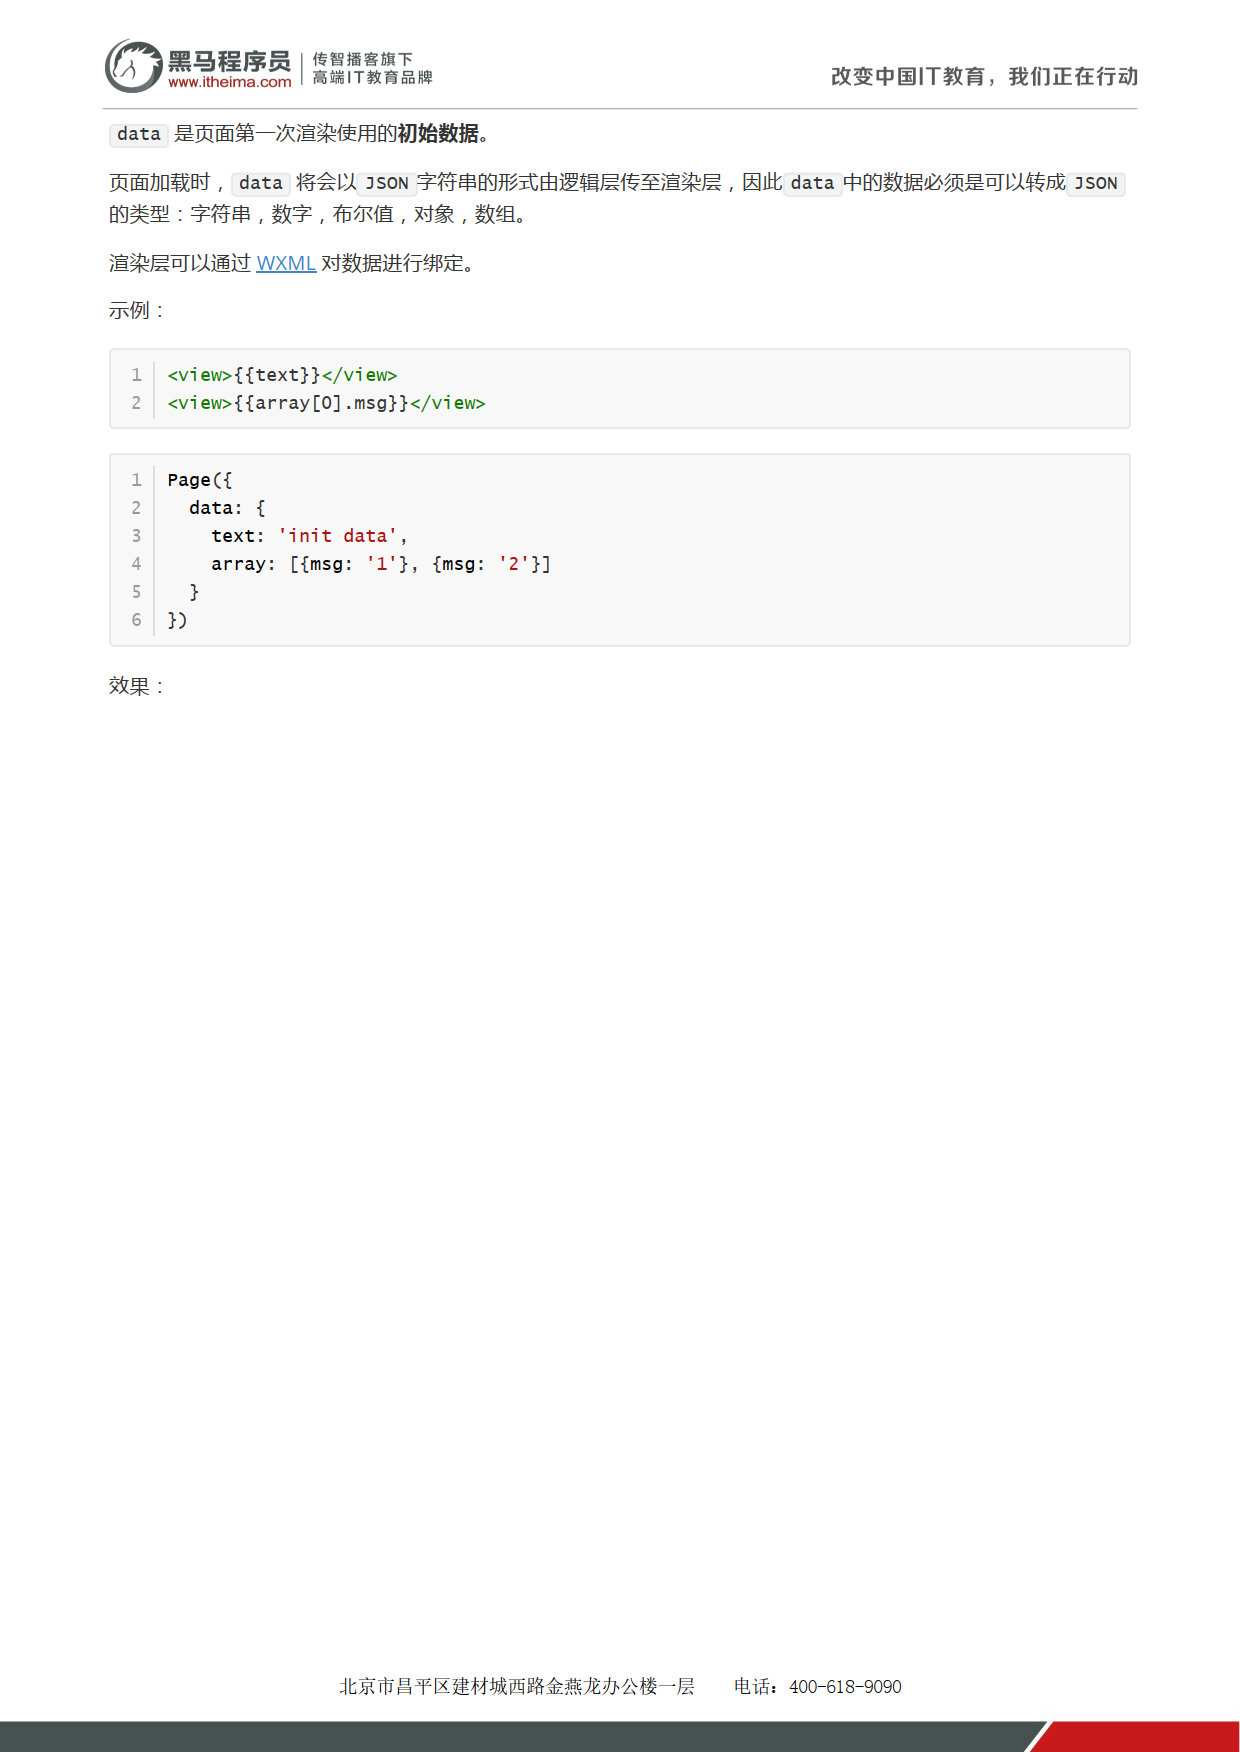 黑马程序员
www.itheima.com
传智播客旗下
高端IT教育品牌
改变中国IT教育，我们正在行动
data 是页面第一次渲染使用的初始数据。
页面加载时，data 将会以 JSON 字符串的形式由逻辑层传至渲染层，因此 data 中的数据必须是可以转成 JSON
的类型：字符串，数字，布尔值，对象，数组。
渲染层可以通过 WXML 对数据进行绑定。
示例：
1 <view>{{text}}</view>
2 <view>{{array[0].msg}}</view>
1 Page({
2   data: {
3     text: 'init data',
4     array: [{msg: '1'}, {msg: '2'}]
5   }
6 })
效果：
北京市昌平区建材城西路金燕龙办公楼一层 电话：400-618-9090